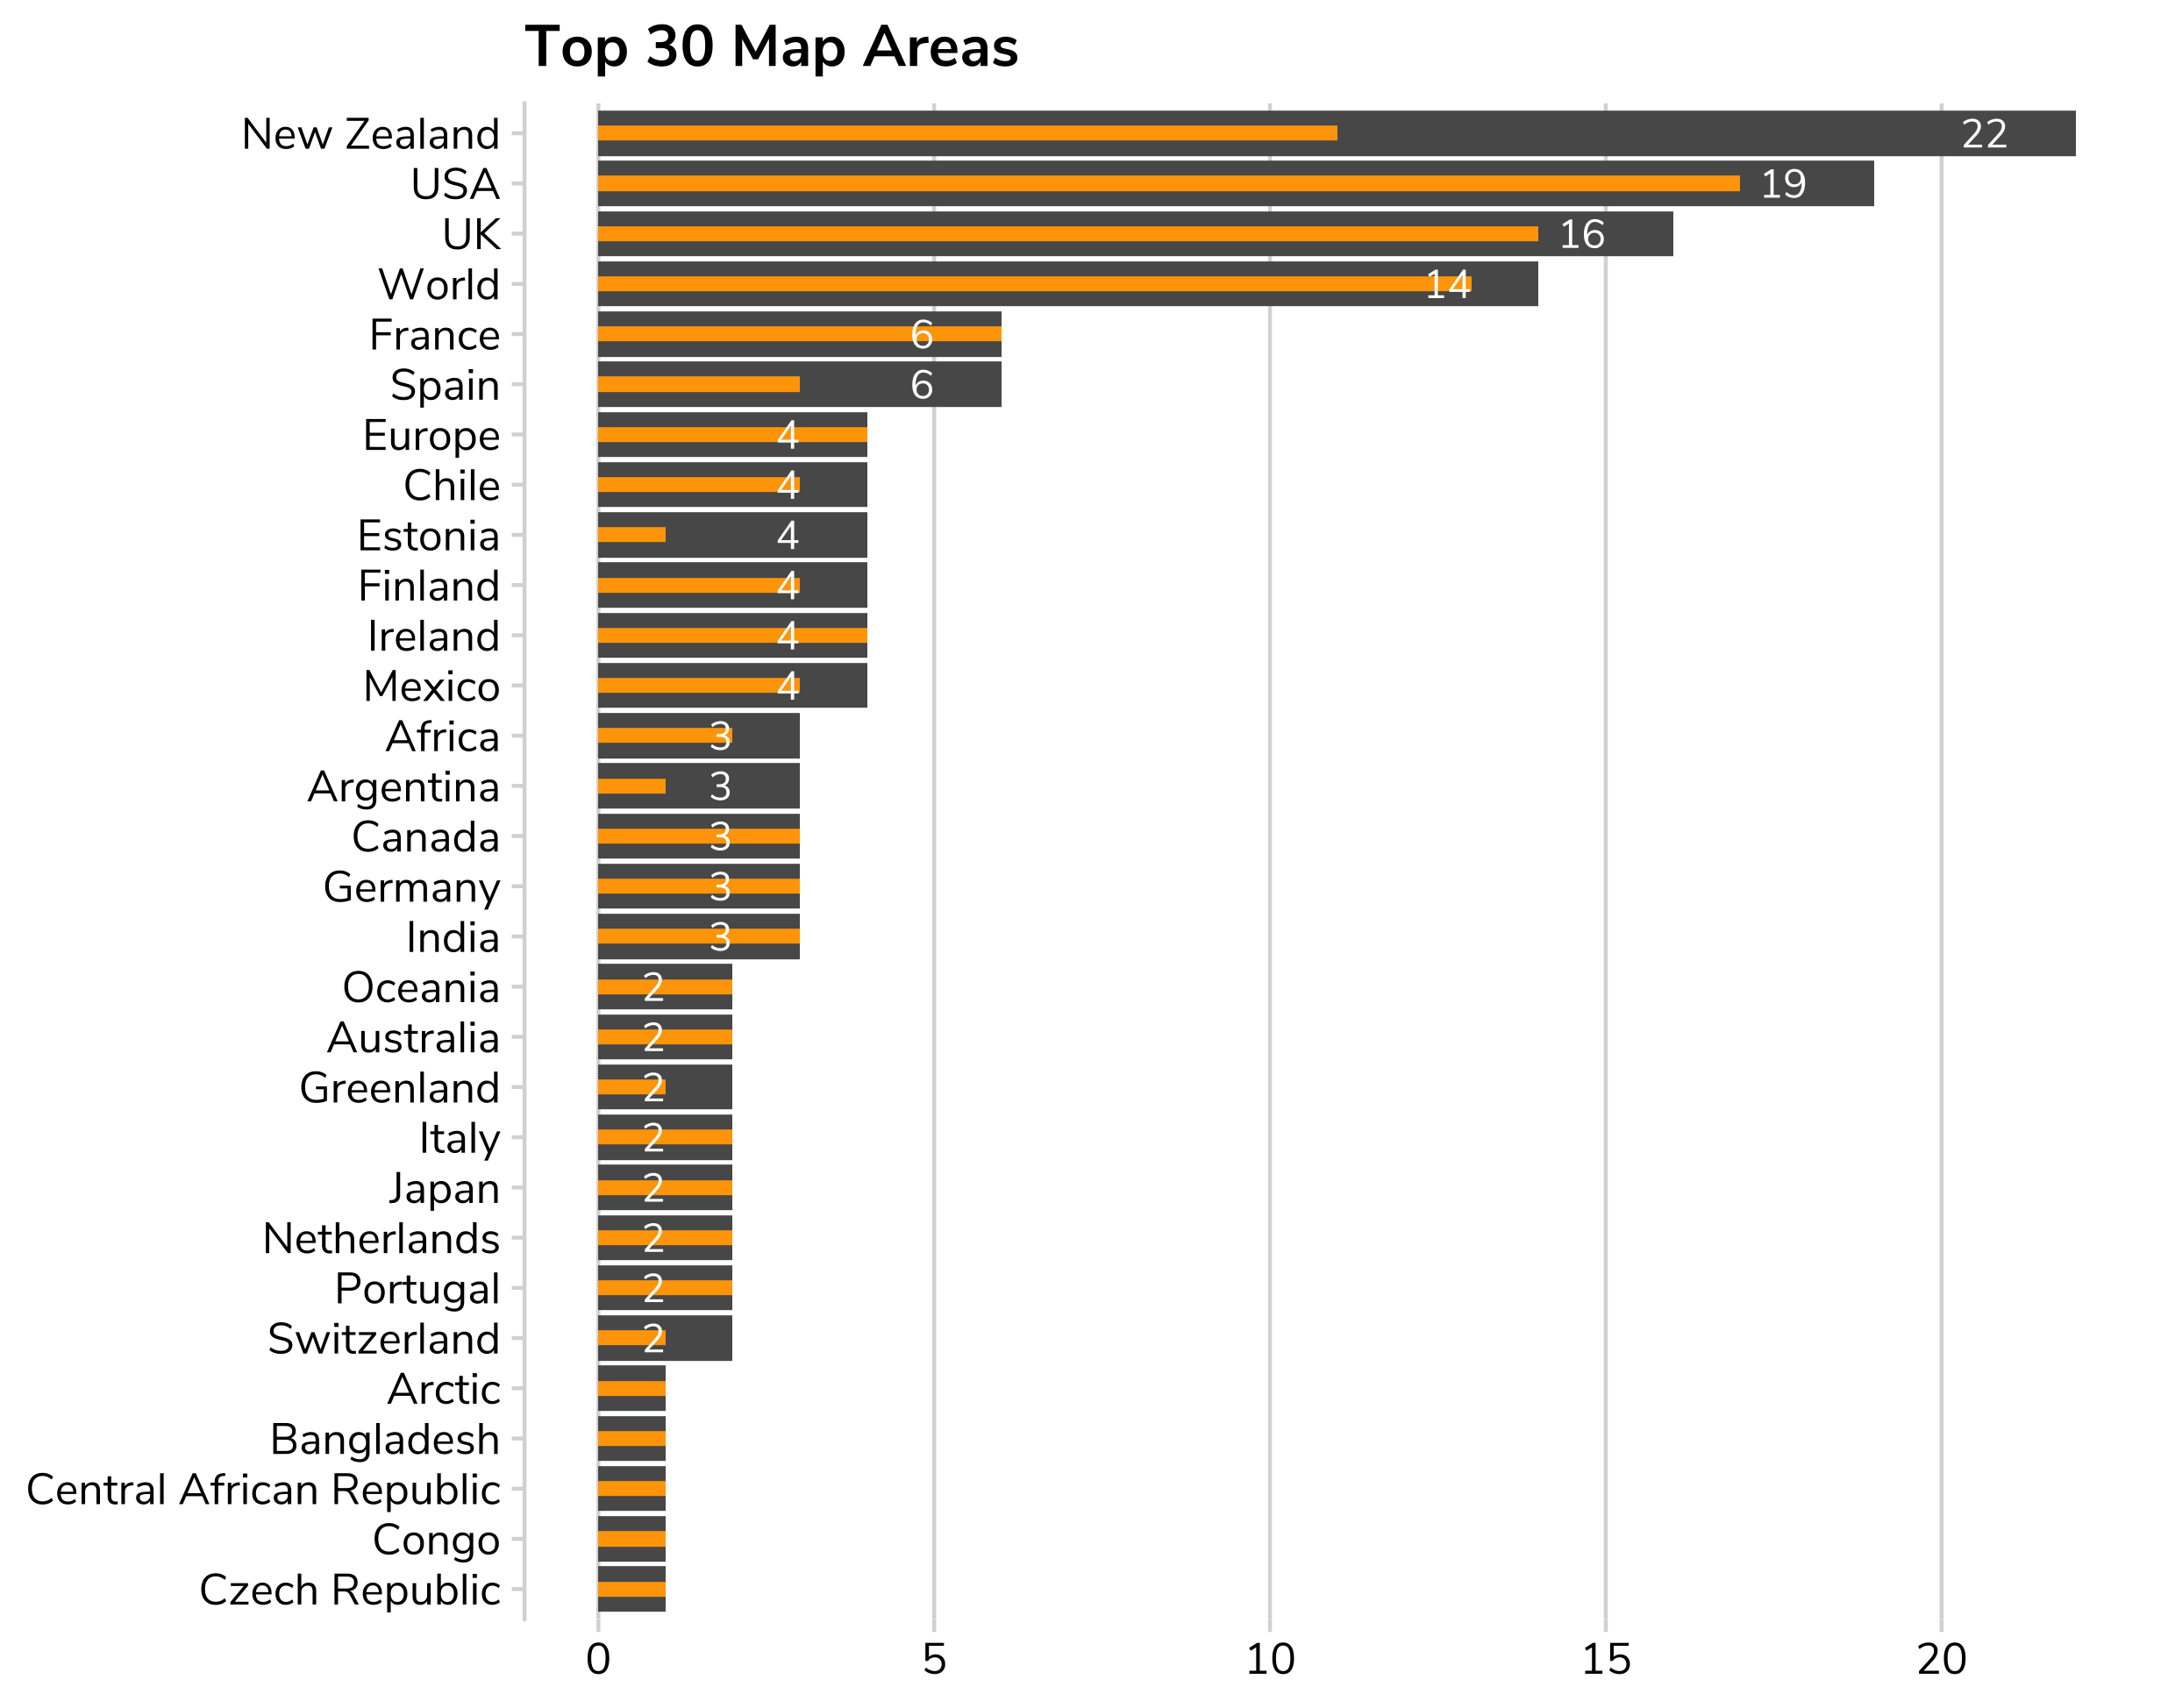 Top 30 Map Areas
New Zealand 22
USA 19
UK 16
World 14
France 6
Spain 6
Europe 4
Chile 4
Estonia 4
Finland 4
Ireland 4
Mexico 4
Africa 3
Argentina 3
Canada 3
Germany 3
India 3
Oceania 2
Australia 2
Greenland 2
Italy 2
Japan 2
Netherlands 2
Portugal 2
Switzerland 2
Arctic
Bangladesh
Central African Republic
Congo
Czech Republic
0 5 10 15 20